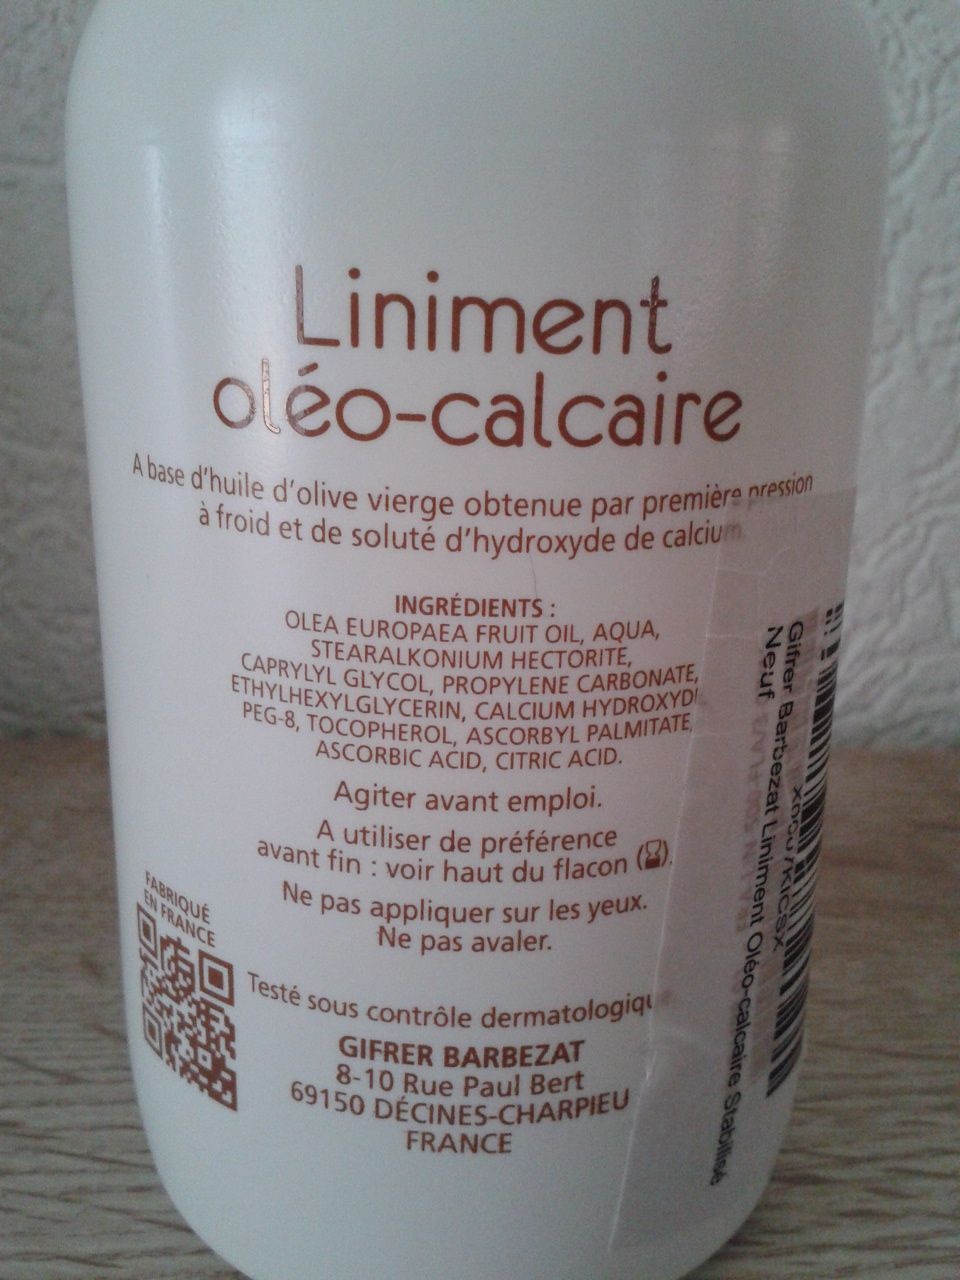 Liniment
oléo-calcaire
A base d'huile d'olive vierge obtenue par première pression
à froid et de soluté d'hydroxyde de calcium.
INGRÉDIENTS :
OLEA EUROPAEA FRUIT OIL, AQUA,
STEARALKONIUM HECTORITE,
CAPRYLYL GLYCOL, PROPYLENE CARBONATE,
ETHYLHEXYLGLYCERIN, CALCIUM HYDROXYD
PEG-8, TOCOPHEROL, ASCORBYL PALMITATE,
ASCORBIC ACID, CITRIC ACID.
Agiter avant emploi.
A utiliser de préférence
avant fin : voir haut du flacon ( ).
Ne pas appliquer sur les yeux.
Ne pas avaler.
FABRIQUÉ
EN FRANCE
Testé sous contrôle dermatologiqu
GIFRER BARBEZAT
8-10 Rue Paul Bert
69150 DÉCINES-CHARPIEU
FRANCE
Gifrer Barbezat Liniment Oléo-calcaire Stabilisé
Neuf